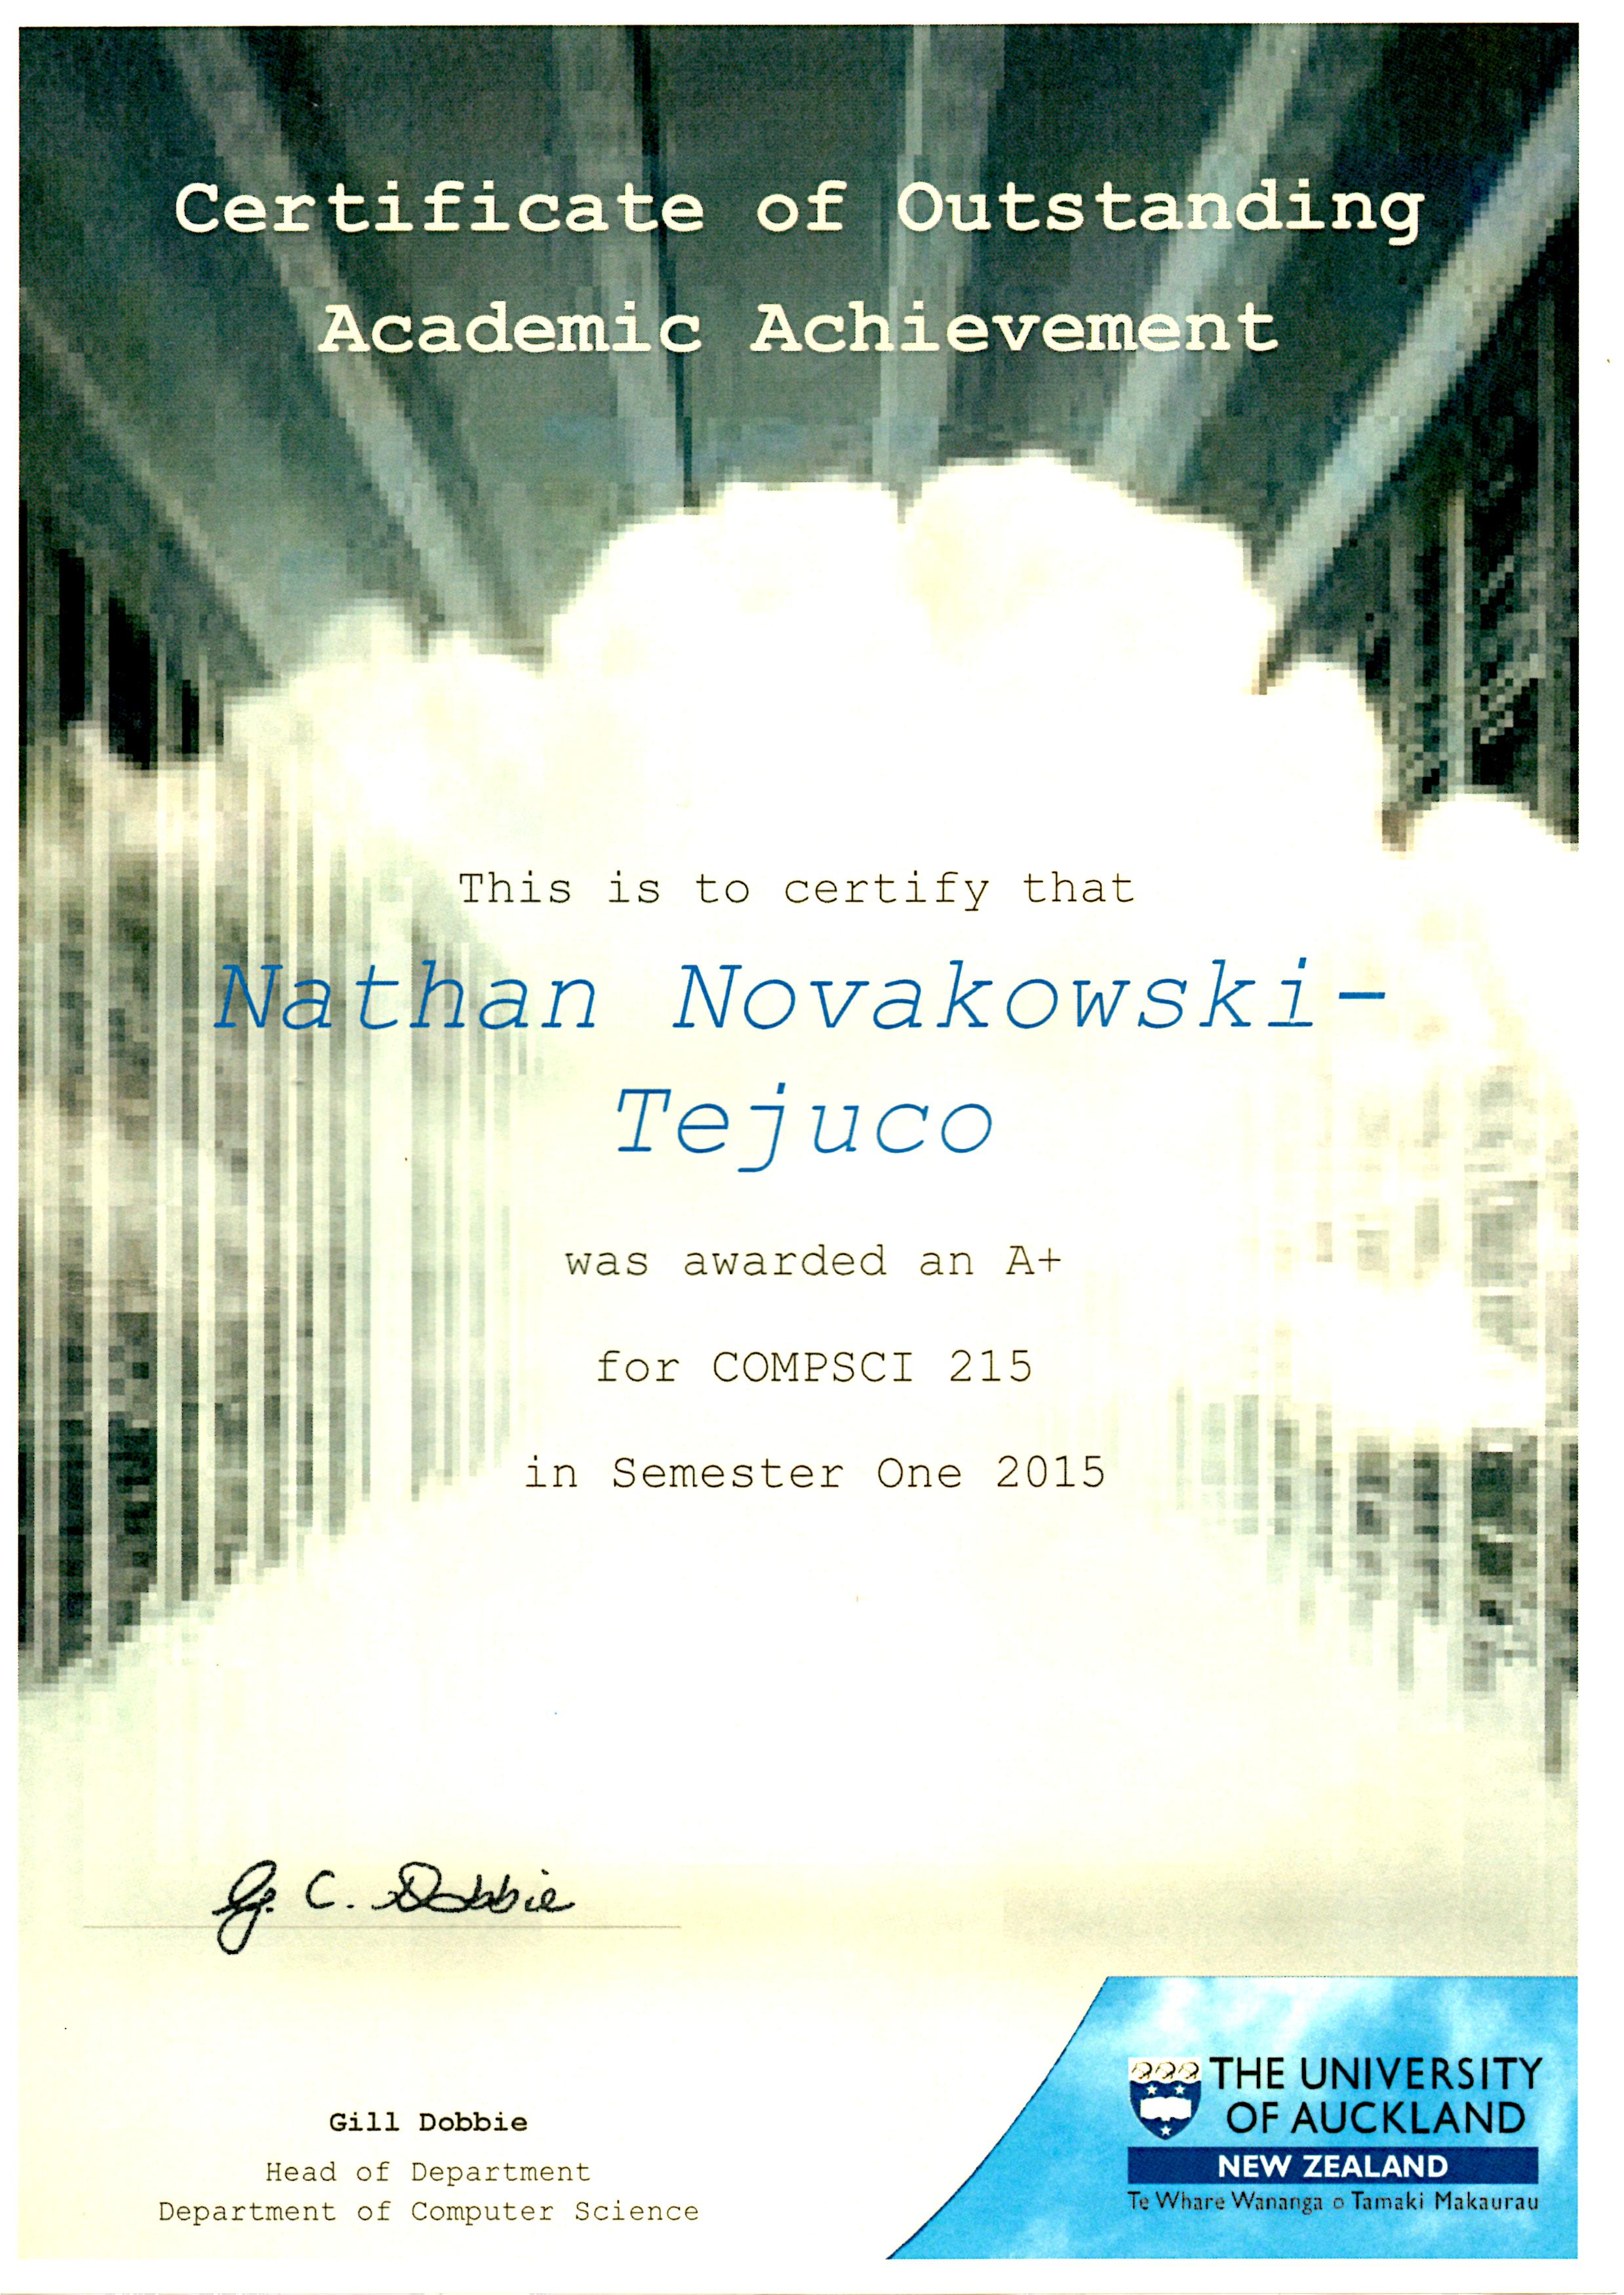 Certificate of Outstanding
Academic Achievement
This is to certify that
Nathan Novakowski-
Tejuco
was awarded an A+
for COMPSCI 215
in Semester One 2015
G. C. Dobbie
Gill Dobbie
Head of Department
Department of Computer Science
THE UNIVERSITY
OF AUCKLAND
NEW ZEALAND
Te Whare Wananga o Tamaki Makaurau